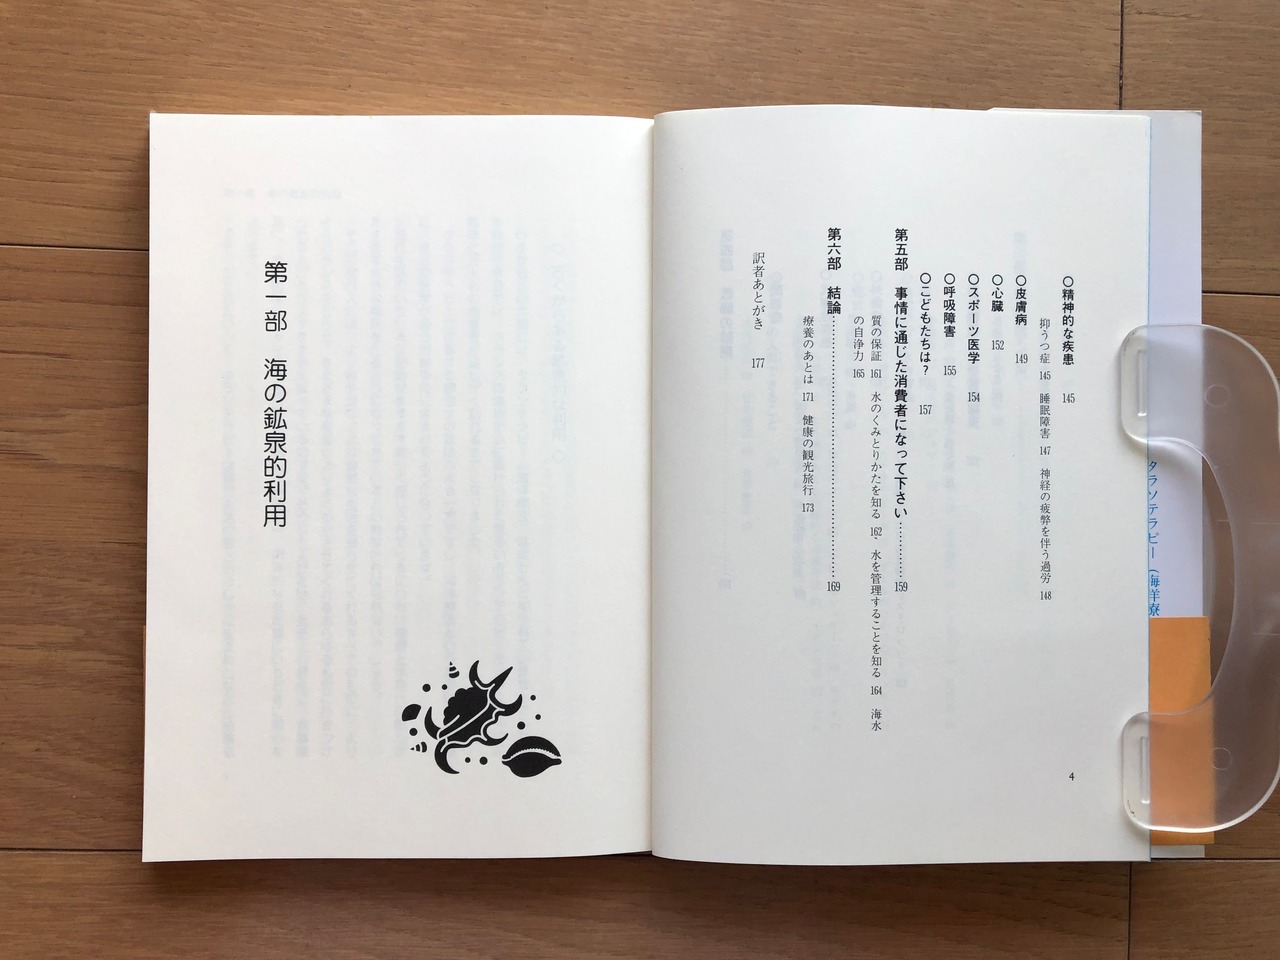 ○精神的な疾患 145
抑うつ症 145 睡眠障害 147 神経の疲弊を伴う過労 148
○皮膚病 149
○心臓 152
○スポーツ医学 154
○呼吸障害 155
○こどもたちは? 157
第五部 事情に通じた消費者になって下さい…………159
質の保証 161 水のくみとりかたを知る 162、水を管理することを知る 164 海水
の自浄力 165
第六部 結論……………………………………169
療養のあとは 171 健康の観光旅行 173
訳者あとがき 177
4
第一部 海の鉱泉的利用
タラソテラピー(海洋療